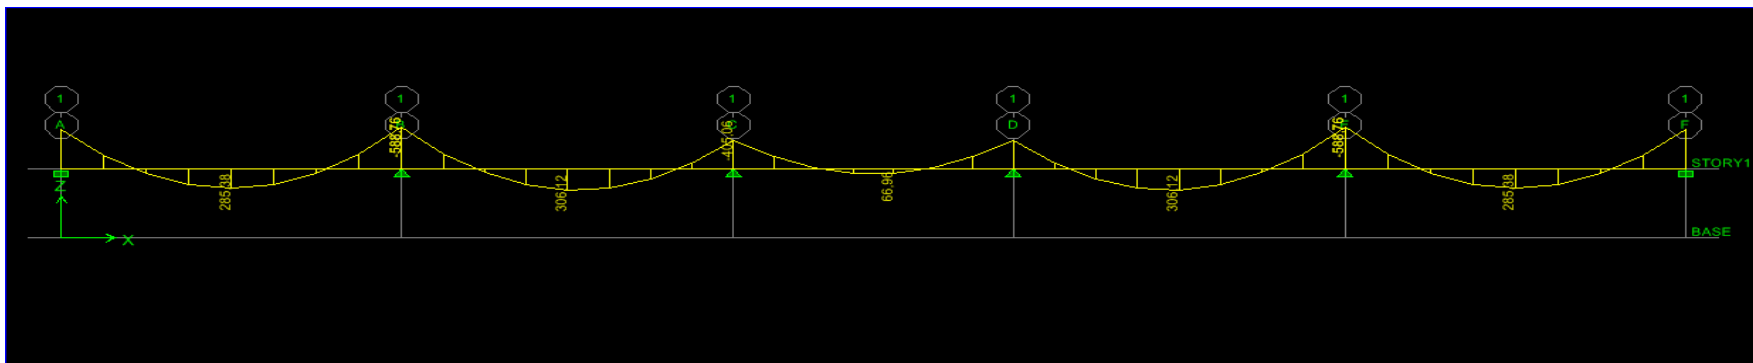 1 1 1 1 1 1
A D F
-588.76 -405.06 -588.76
STORY1
Z
285.38 306.12 66.96 306.12 285.38
BASE
X